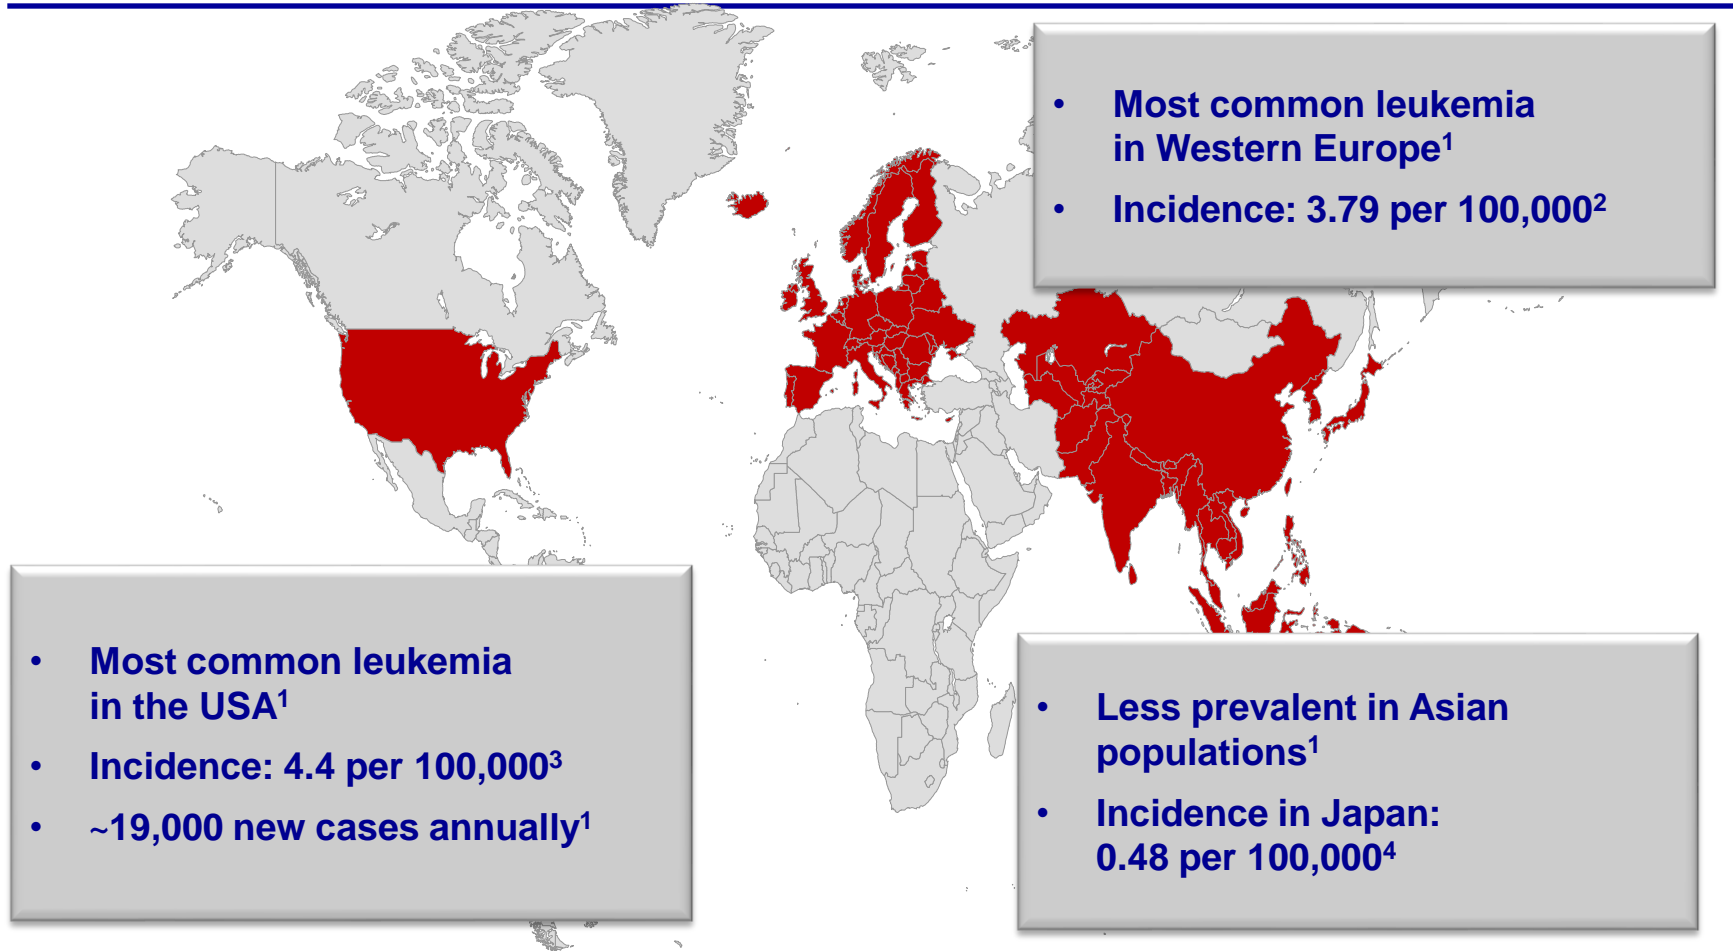 • Most common leukemia
in Western Europe¹
• Incidence: 3.79 per 100,000²
• Most common leukemia
in the USA¹
• Incidence: 4.4 per 100,000³
• ~19,000 new cases annually¹
• Less prevalent in Asian
populations¹
• Incidence in Japan:
0.48 per 100,000⁴